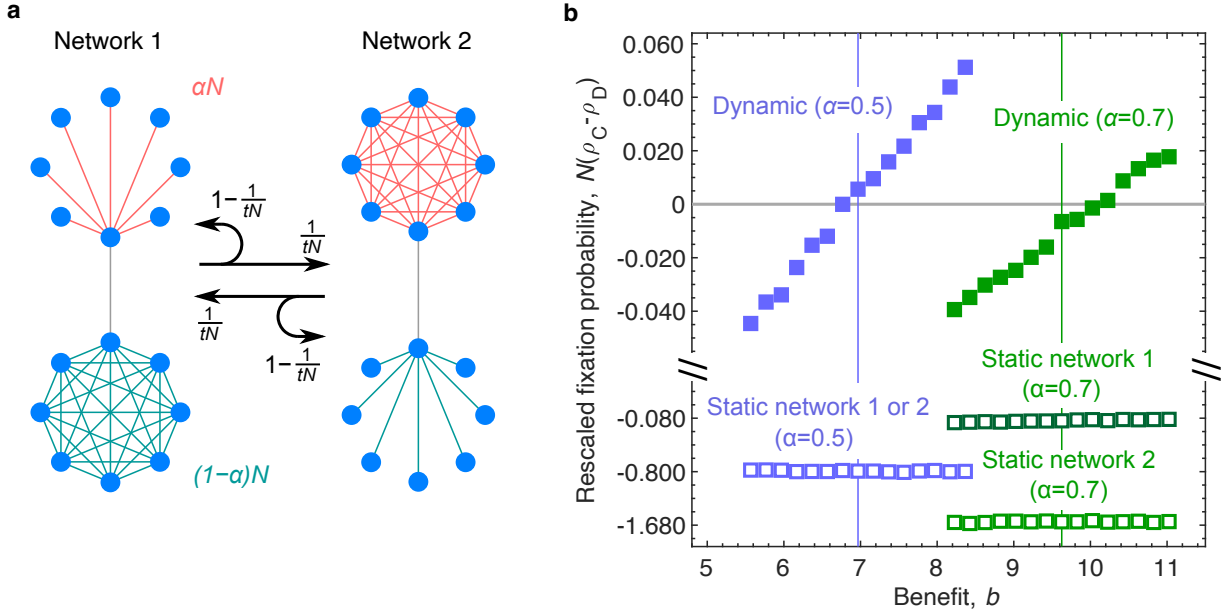 a
Network 1
Network 2
αN
1−1/tN
1/tN
1/tN
1−1/tN
(1−α)N
b
Rescaled fixation probability, N(ρC-ρD)
0.060
0.040
0.020
0
-0.020
-0.040
-0.080
-0.800
-1.680
Dynamic (α=0.5)
Dynamic (α=0.7)
Static network 1
(α=0.7)
Static network 1 or 2
(α=0.5)
Static network 2
(α=0.7)
5 6 7 8 9 10 11
Benefit, b